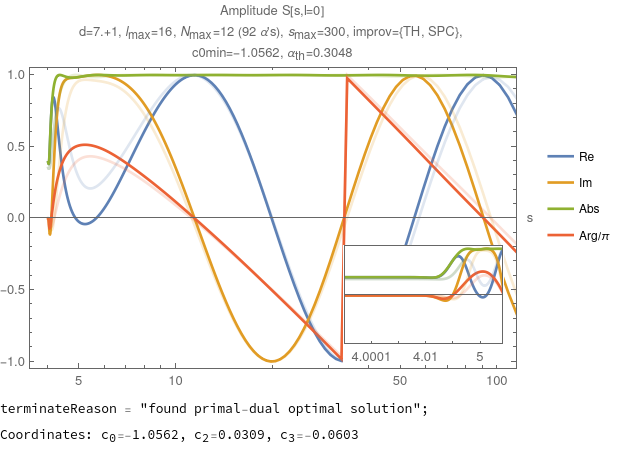 Amplitude S[s,l=0]
d=7.+1, lmax=16, Nmax=12 (92 α's), smax=300, improv={TH, SPC},
c0min=−1.0562, αth=0.3048
1.0
0.5
0.0
−0.5
−1.0
5
10
50
100
s
4.0001
4.01
5
Re
Im
Abs
Arg/π
terminateReason = "found primal-dual optimal solution";
Coordinates: c0=-1.0562, c2=0.0309, c3=-0.0603